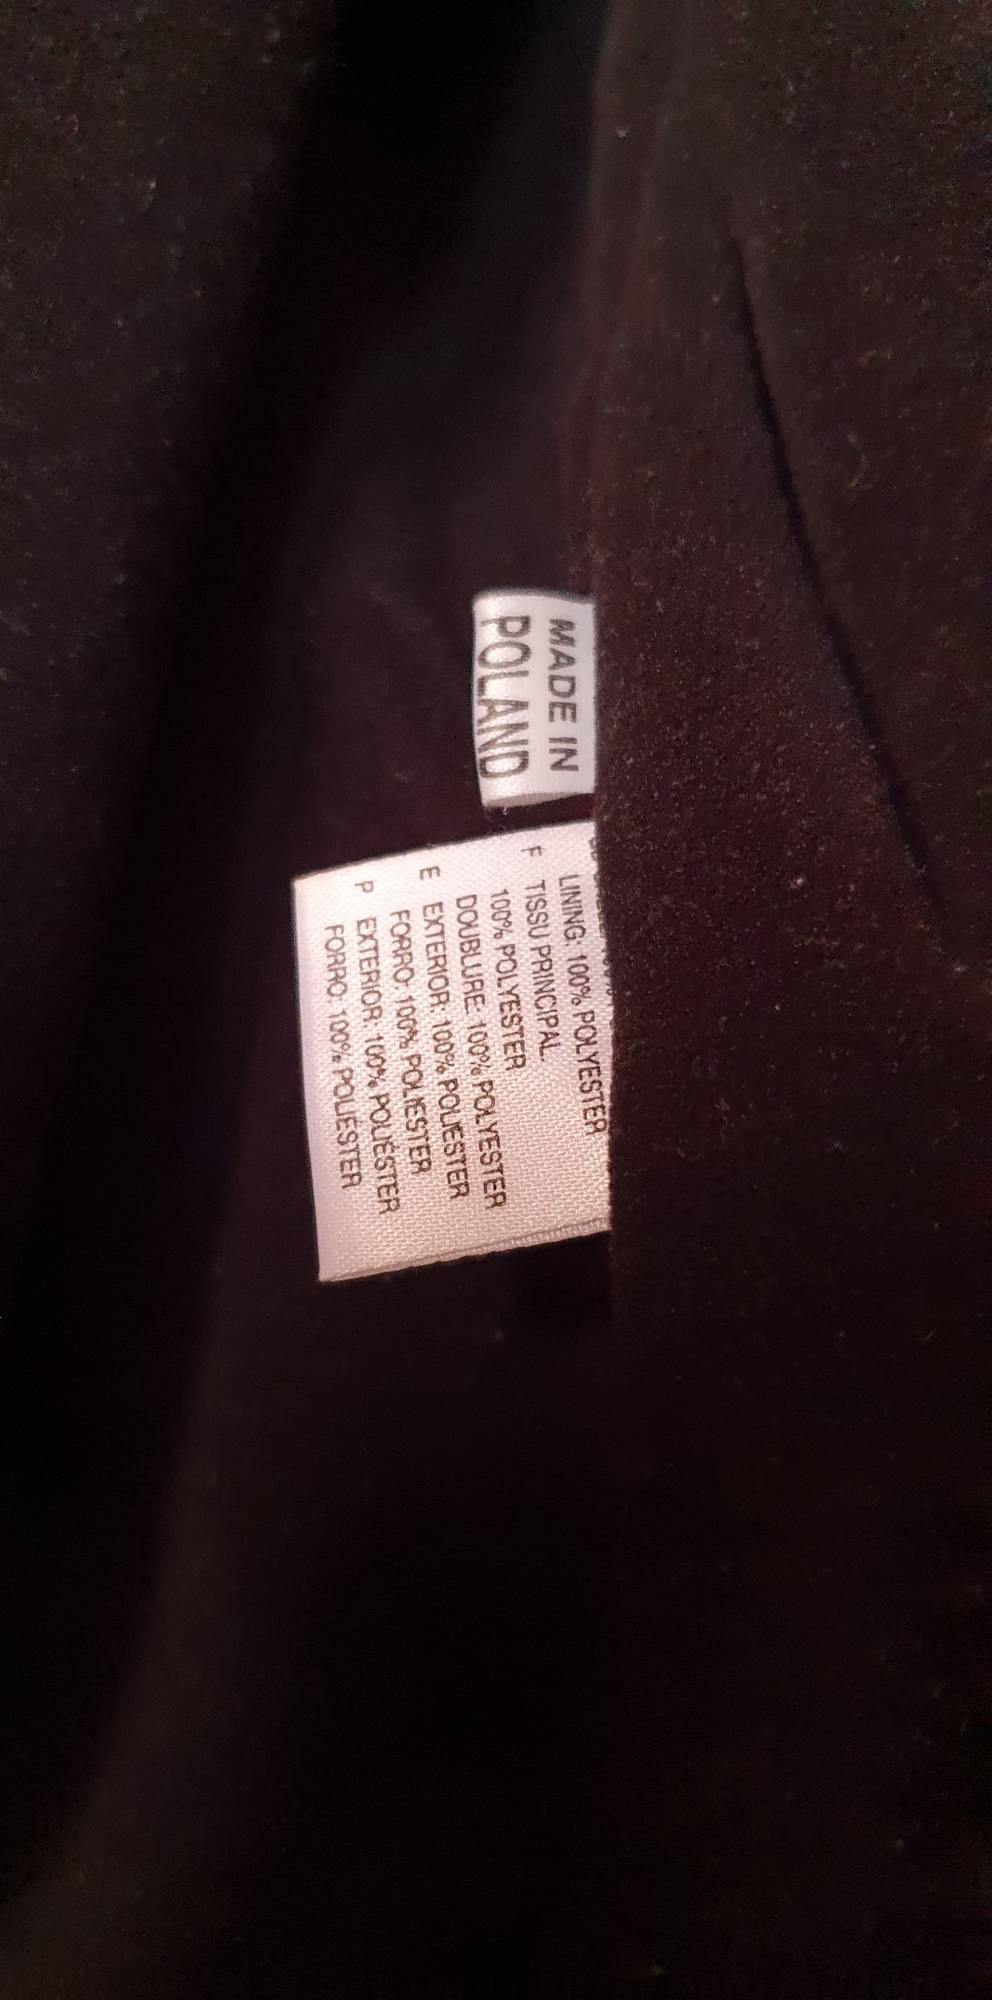 MADE IN
POLAND
LINING: 100% POLYESTER
F TISSU PRINCIPAL
100% POLYESTER
DOUBLURE: 100% POLYESTER
E EXTERIOR: 100% POLIESTER
FORRO: 100% POLIESTER
P EXTERIOR: 100% POLIÉSTER
FORRO: 100% POLIESTER